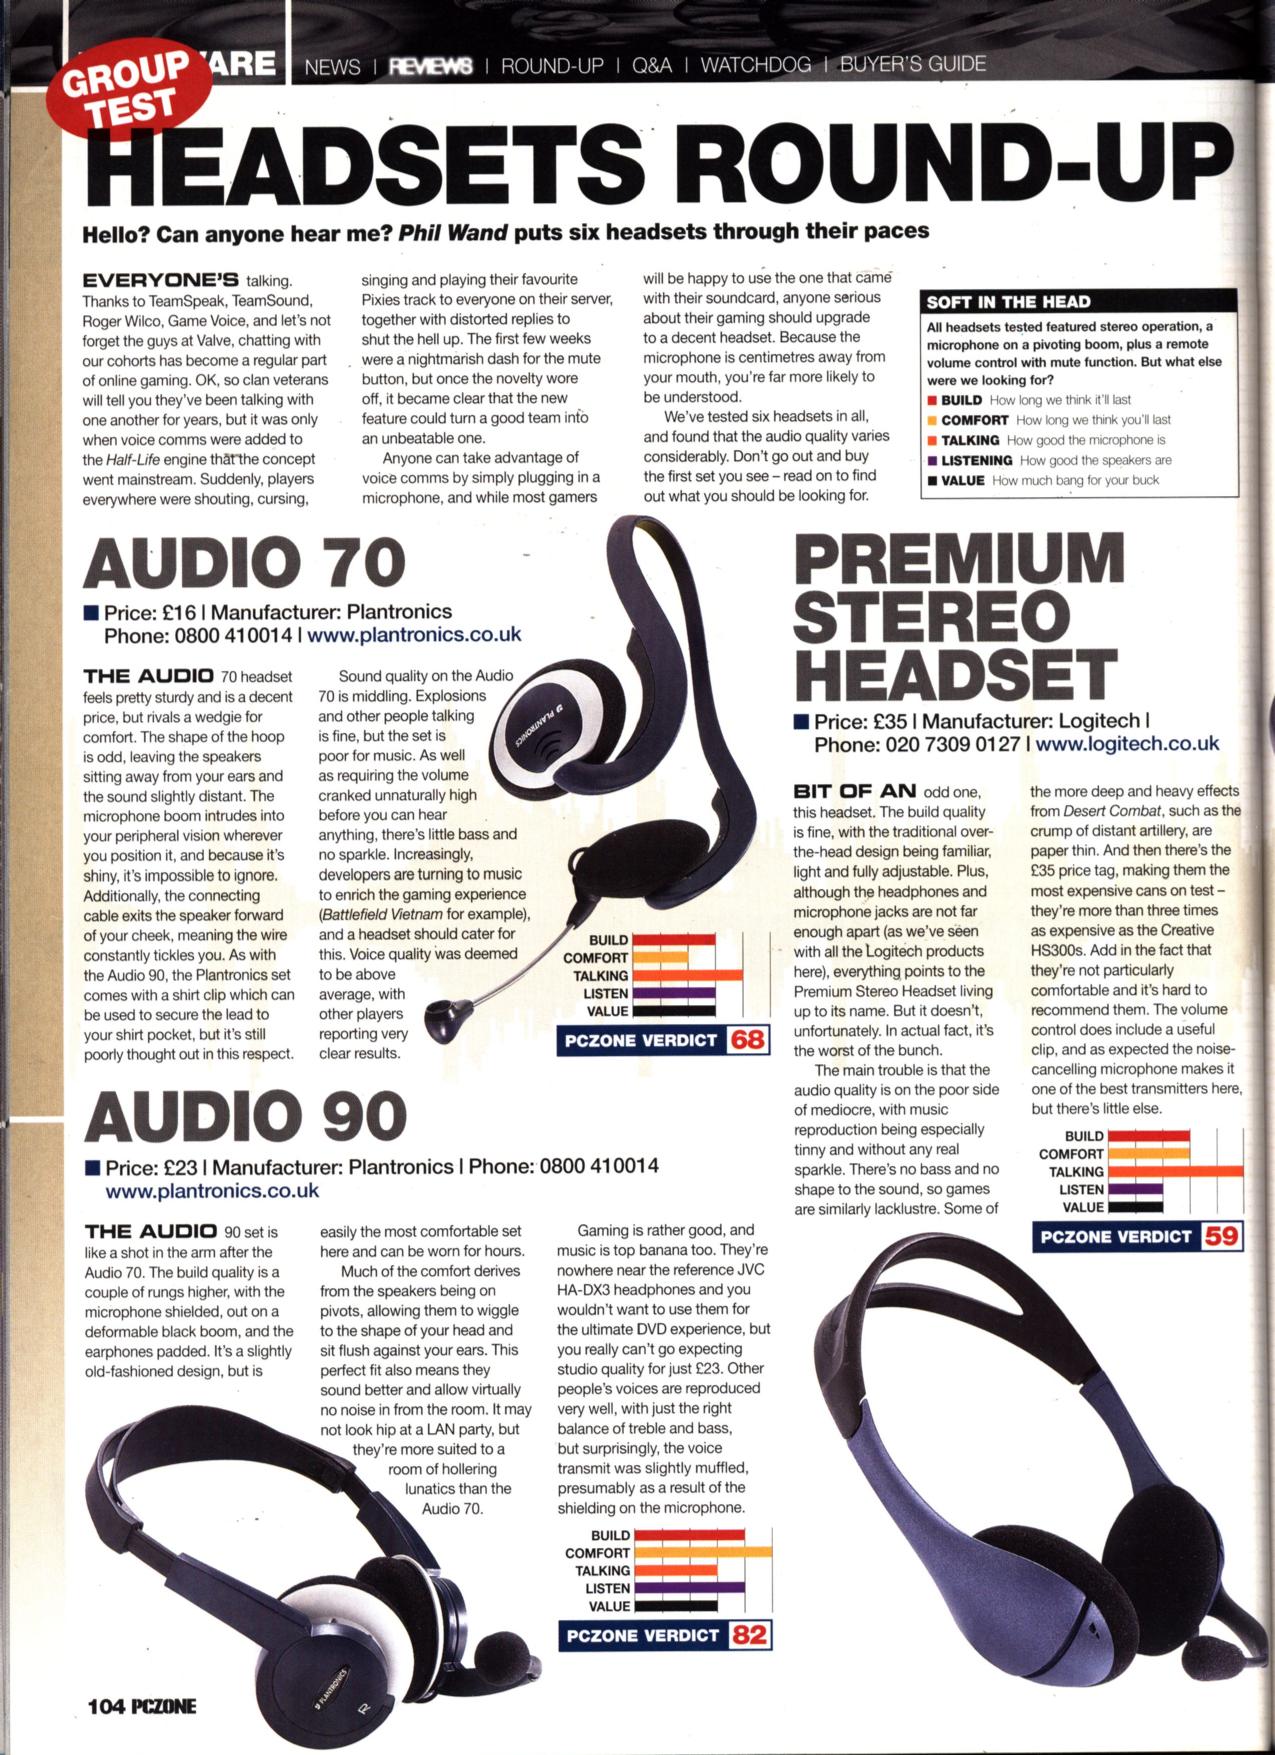 GROUP
TEST
ARE
NEWS | REVIEWS | ROUND-UP | Q&A | WATCHDOG | BUYER'S GUIDE
HEADSETS ROUND-UP
Hello? Can anyone hear me? Phil Wand puts six headsets through their paces
EVERYONE'S talking.
Thanks to TeamSpeak, TeamSound,
Roger Wilco, Game Voice, and let's not
forget the guys at Valve, chatting with
our cohorts has become a regular part
of online gaming. OK, so clan veterans
will tell you they've been talking with
one another for years, but it was only
when voice comms were added to
the Half-Life engine that the concept
went mainstream. Suddenly, players
everywhere were shouting, cursing,
singing and playing their favourite
Pixies track to everyone on their server,
together with distorted replies to
shut the hell up. The first few weeks
were a nightmarish dash for the mute
button, but once the novelty wore
off, it became clear that the new
feature could turn a good team into
an unbeatable one.
Anyone can take advantage of
voice comms by simply plugging in a
microphone, and while most gamers
will be happy to use the one that came
with their soundcard, anyone serious
about their gaming should upgrade
to a decent headset. Because the
microphone is centimetres away from
your mouth, you're far more likely to
be understood.
We've tested six headsets in all,
and found that the audio quality varies
considerably. Don't go out and buy
the first set you see – read on to find
out what you should be looking for.
SOFT IN THE HEAD
All headsets tested featured stereo operation, a
microphone on a pivoting boom, plus a remote
volume control with mute function. But what else
were we looking for?
BUILD How long we think it'll last
COMFORT How long we think you'll last
TALKING How good the microphone is
LISTENING How good the speakers are
VALUE How much bang for your buck
AUDIO 70
Price: £16 | Manufacturer: Plantronics
Phone: 0800 410014 | www.plantronics.co.uk
THE AUDIO 70 headset
feels pretty sturdy and is a decent
price, but rivals a wedgie for
comfort. The shape of the hoop
is odd, leaving the speakers
sitting away from your ears and
the sound slightly distant. The
microphone boom intrudes into
your peripheral vision wherever
you position it, and because it's
shiny, it's impossible to ignore.
Additionally, the connecting
cable exits the speaker forward
of your cheek, meaning the wire
constantly tickles you. As with
the Audio 90, the Plantronics set
comes with a shirt clip which can
be used to secure the lead to
your shirt pocket, but it's still
poorly thought out in this respect.
Sound quality on the Audio
70 is middling. Explosions
and other people talking
is fine, but the set is
poor for music. As well
as requiring the volume
cranked unnaturally high
before you can hear
anything, there's little bass and
no sparkle. Increasingly,
developers are turning to music
to enrich the gaming experience
(Battlefield Vietnam for example),
and a headset should cater for
this. Voice quality was deemed
to be above
average, with
other players
reporting very
clear results.
PLANTRONICS
BUILD
COMFORT
TALKING
LISTEN
VALUE
PCZONE VERDICT 68
AUDIO 90
Price: £23 | Manufacturer: Plantronics | Phone: 0800 410014
www.plantronics.co.uk
THE AUDIO 90 set is
like a shot in the arm after the
Audio 70. The build quality is a
couple of rungs higher, with the
microphone shielded, out on a
deformable black boom, and the
earphones padded. It's a slightly
old-fashioned design, but is
easily the most comfortable set
here and can be worn for hours.
Much of the comfort derives
from the speakers being on
pivots, allowing them to wiggle
to the shape of your head and
sit flush against your ears. This
perfect fit also means they
sound better and allow virtually
no noise in from the room. It may
not look hip at a LAN party, but
they're more suited to a
room of hollering
lunatics than the
Audio 70.
Gaming is rather good, and
music is top banana too. They're
nowhere near the reference JVC
HA-DX3 headphones and you
wouldn't want to use them for
the ultimate DVD experience, but
you really can't go expecting
studio quality for just £23. Other
people's voices are reproduced
very well, with just the right
balance of treble and bass,
but surprisingly, the voice
transmit was slightly muffled,
presumably as a result of the
shielding on the microphone.
BUILD
COMFORT
TALKING
LISTEN
VALUE
PCZONE VERDICT 82
PLANTRONICS
R
PREMIUM
STEREO
HEADSET
Price: £35 | Manufacturer: Logitech |
Phone: 020 7309 0127 | www.logitech.co.uk
BIT OF AN odd one,
this headset. The build quality
is fine, with the traditional over-
the-head design being familiar,
light and fully adjustable. Plus,
although the headphones and
microphone jacks are not far
enough apart (as we've seen
with all the Logitech products
here), everything points to the
Premium Stereo Headset living
up to its name. But it doesn't,
unfortunately. In actual fact, it's
the worst of the bunch.
The main trouble is that the
audio quality is on the poor side
of mediocre, with music
reproduction being especially
tinny and without any real
sparkle. There's no bass and no
shape to the sound, so games
are similarly lacklustre. Some of
the more deep and heavy effects
from Desert Combat, such as the
crump of distant artillery, are
paper thin. And then there's the
£35 price tag, making them the
most expensive cans on test –
they're more than three times
as expensive as the Creative
HS300s. Add in the fact that
they're not particularly
comfortable and it's hard to
recommend them. The volume
control does include a useful
clip, and as expected the noise-
cancelling microphone makes it
one of the best transmitters here,
but there's little else.
BUILD
COMFORT
TALKING
LISTEN
VALUE
PCZONE VERDICT 59
104 PCZONE